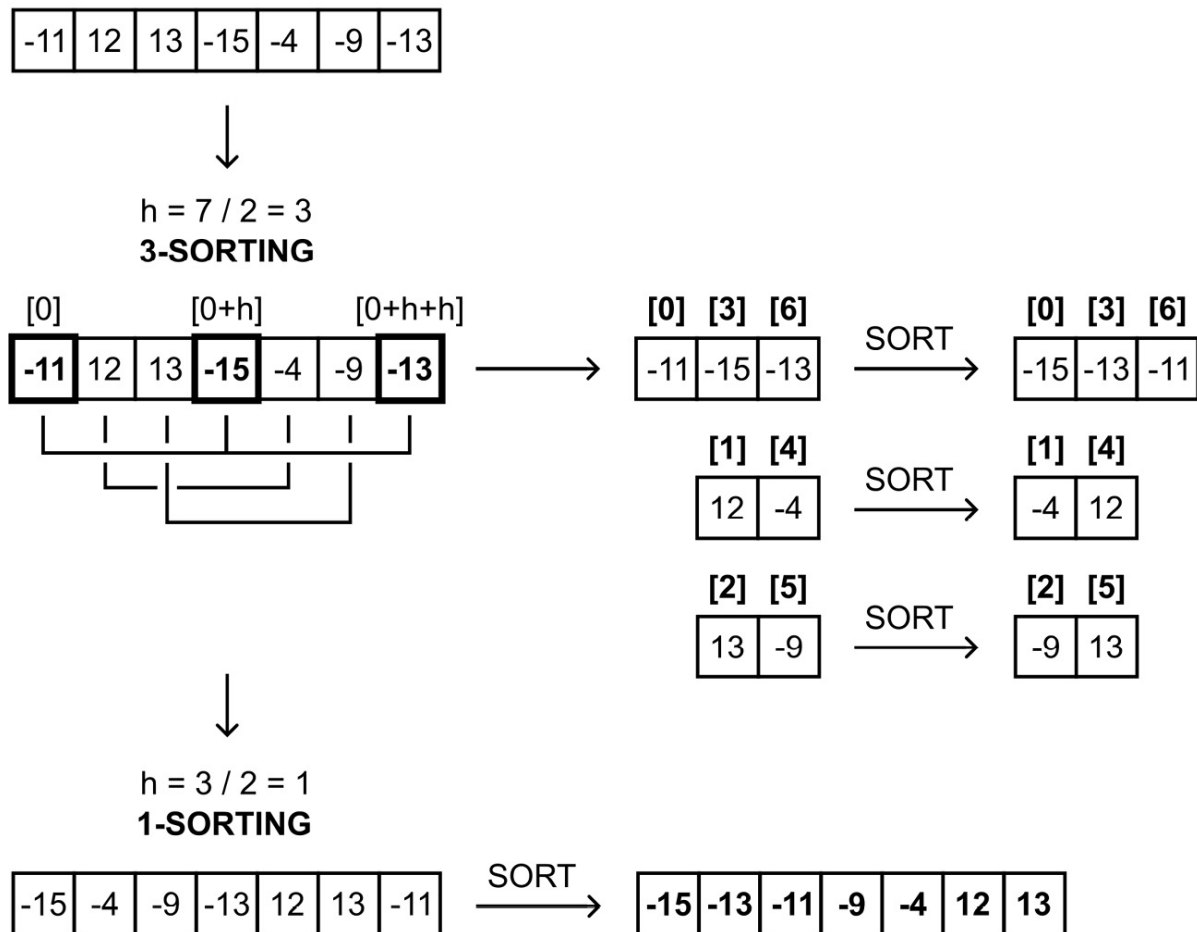 -11 12 13 -15 -4 -9 -13
h = 7 / 2 = 3
3-SORTING
[0] [0+h] [0+h+h]
-11 12 13 -15 -4 -9 -13
[0] [3] [6]
-11 -15 -13
SORT
[0] [3] [6]
-15 -13 -11
[1] [4]
12 -4
SORT
[1] [4]
-4 12
[2] [5]
13 -9
SORT
[2] [5]
-9 13
h = 3 / 2 = 1
1-SORTING
-15 -4 -9 -13 12 13 -11
SORT
-15 -13 -11 -9 -4 12 13